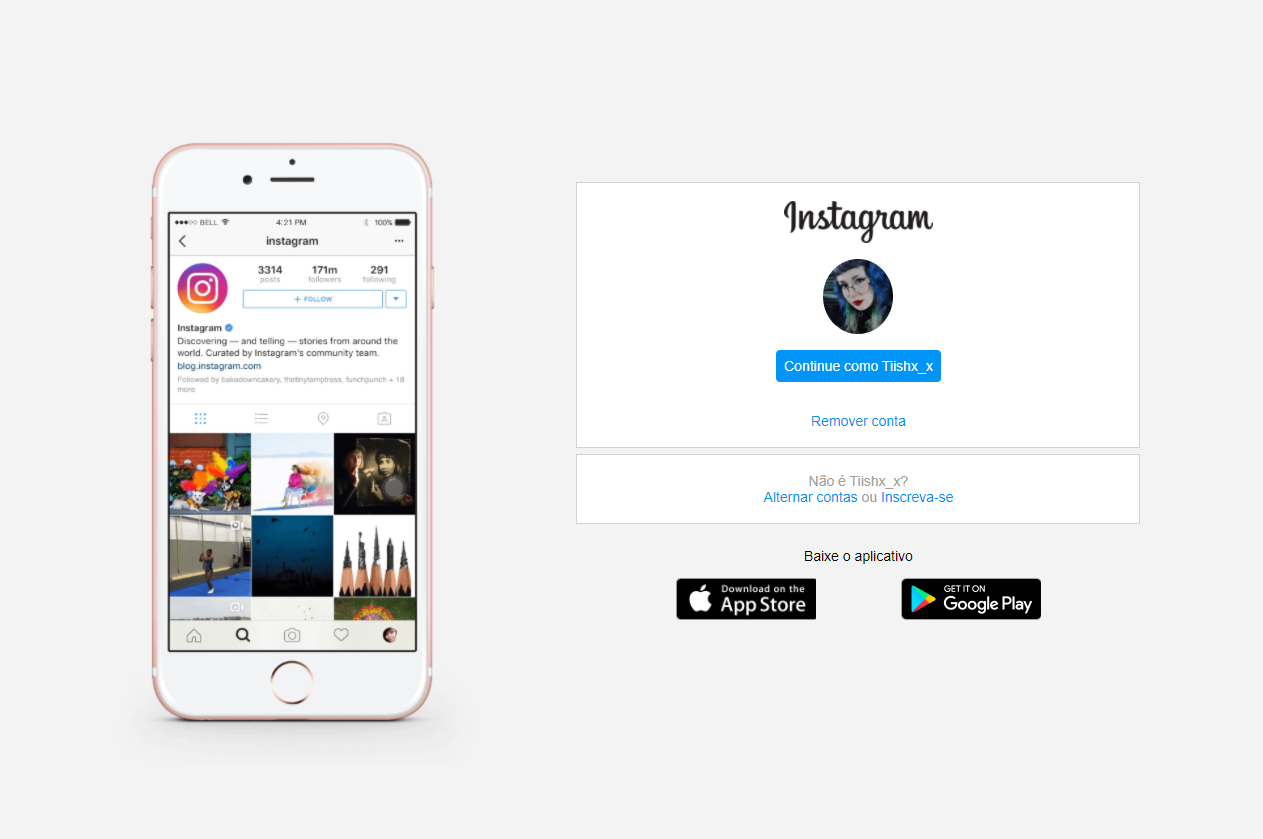 BELL
4:21 PM
100%
instagram
3314
171m
291
posts
followers
following
+ FOLLOW
Instagram
Discovering — and telling — stories from around the
world. Curated by Instagram's community team.
blog.instagram.com
Followed by bakedowncakery, thetinytemptress, funchpunch + 18
more
Instagram
Continue como Tiishx_x
Remover conta
Não é Tiishx_x?
Alternar contas ou Inscreva-se
Baixe o aplicativo
Download on the
App Store
GET IT ON
Google Play